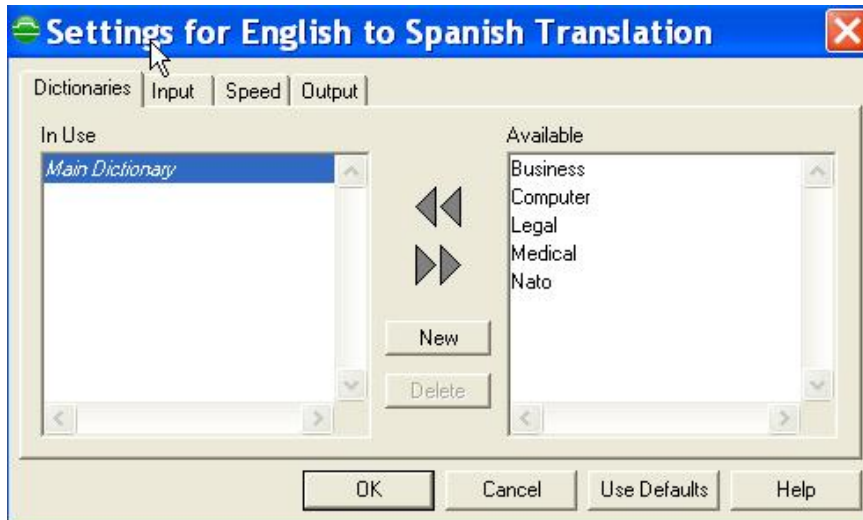 Settings for English to Spanish Translation
Dictionaries Input Speed Output
In Use
Main Dictionary
New
Delete
Available
Business
Computer
Legal
Medical
Nato
OK Cancel Use Defaults Help